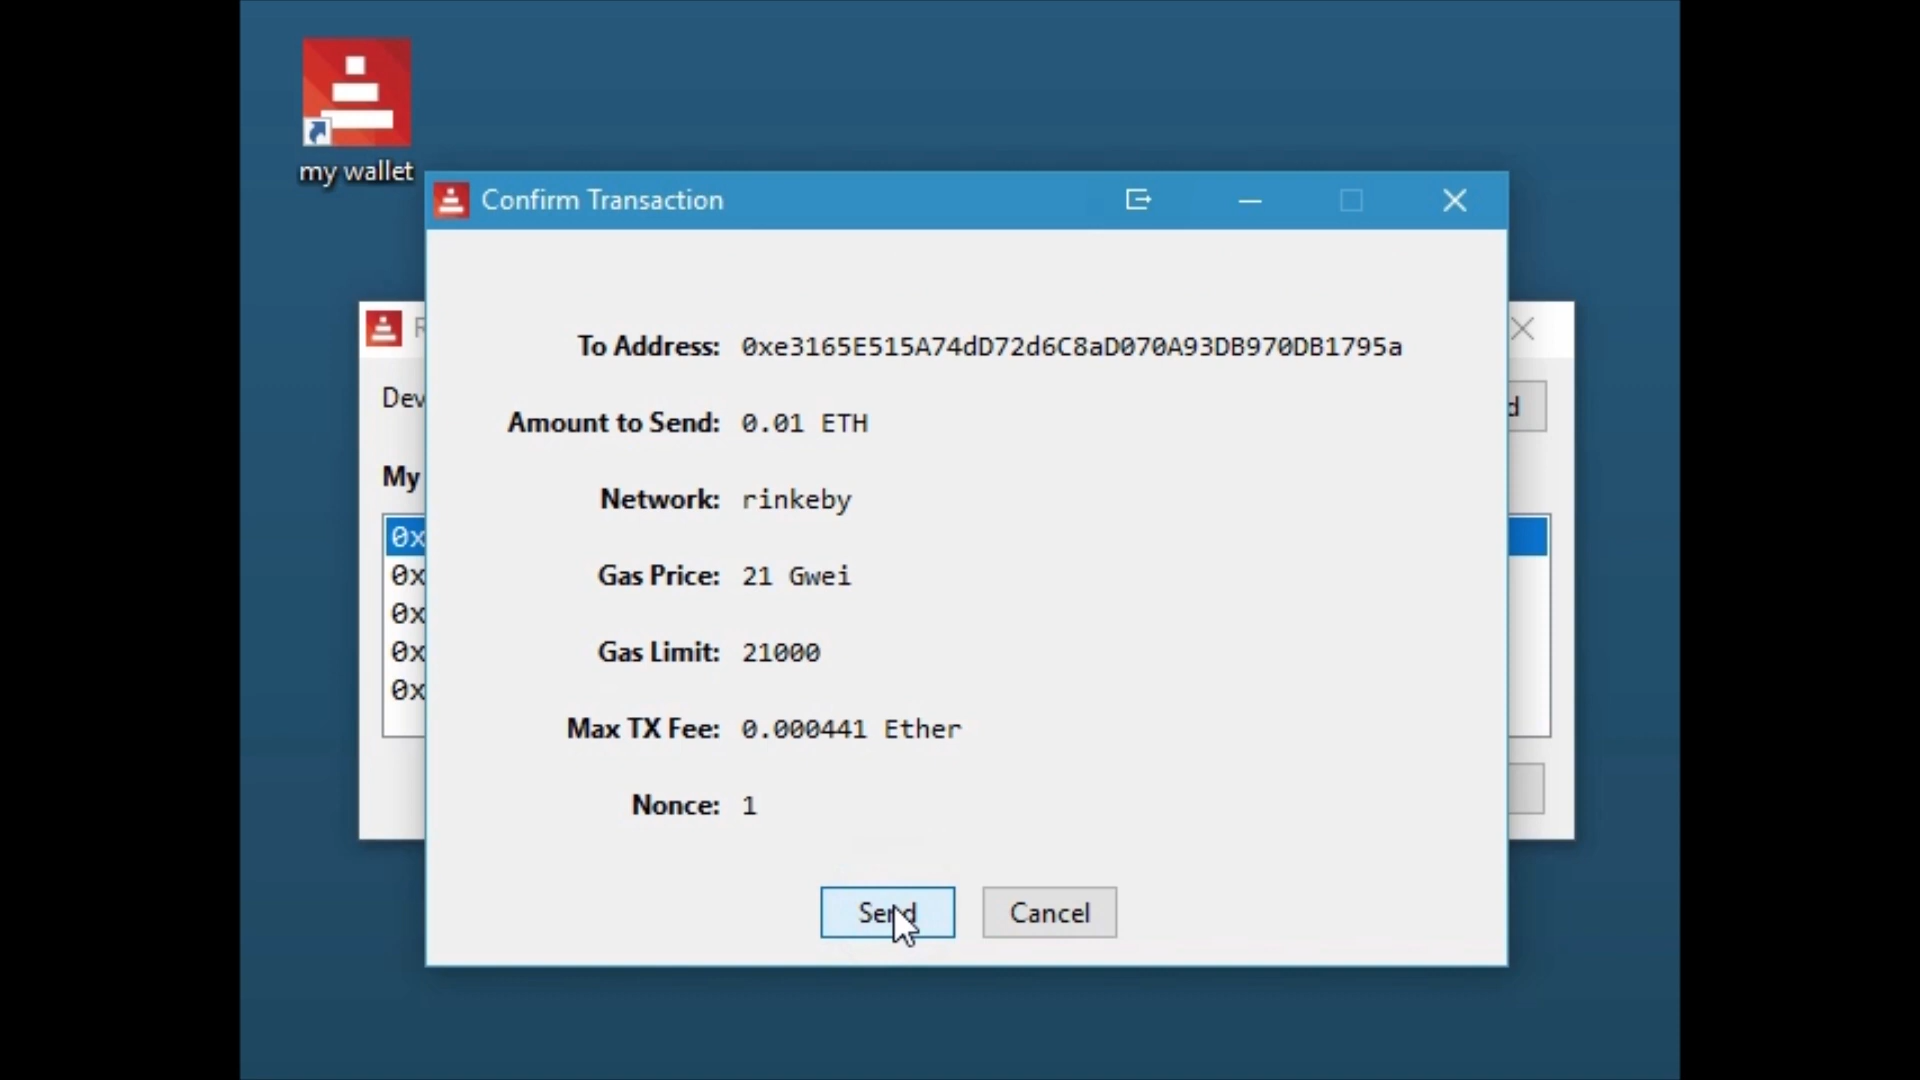 my wallet
Confirm Transaction
To Address: 0xe3165E515A74dD72d6C8aD070A93DB970DB1795a
Amount to Send: 0.01 ETH
Network: rinkeby
Gas Price: 21 Gwei
Gas Limit: 21000
Max TX Fee: 0.000441 Ether
Nonce: 1
Send Cancel
My
0x
0x
0x
0x
0x